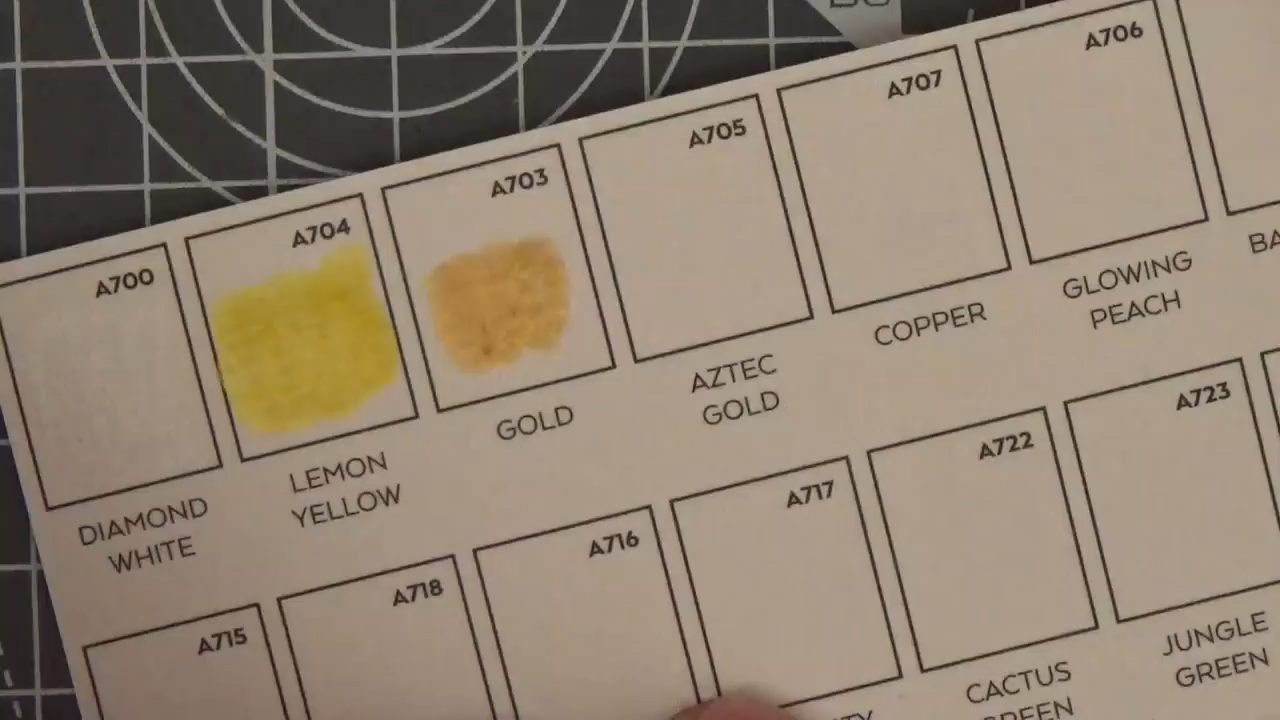 A700
A704
A703
A705
A707
A706
DIAMOND
WHITE
LEMON
YELLOW
GOLD
AZTEC
GOLD
COPPER
GLOWING
PEACH
A715
A718
A716
A717
A722
A723
CACTUS
JUNGLE
GREEN